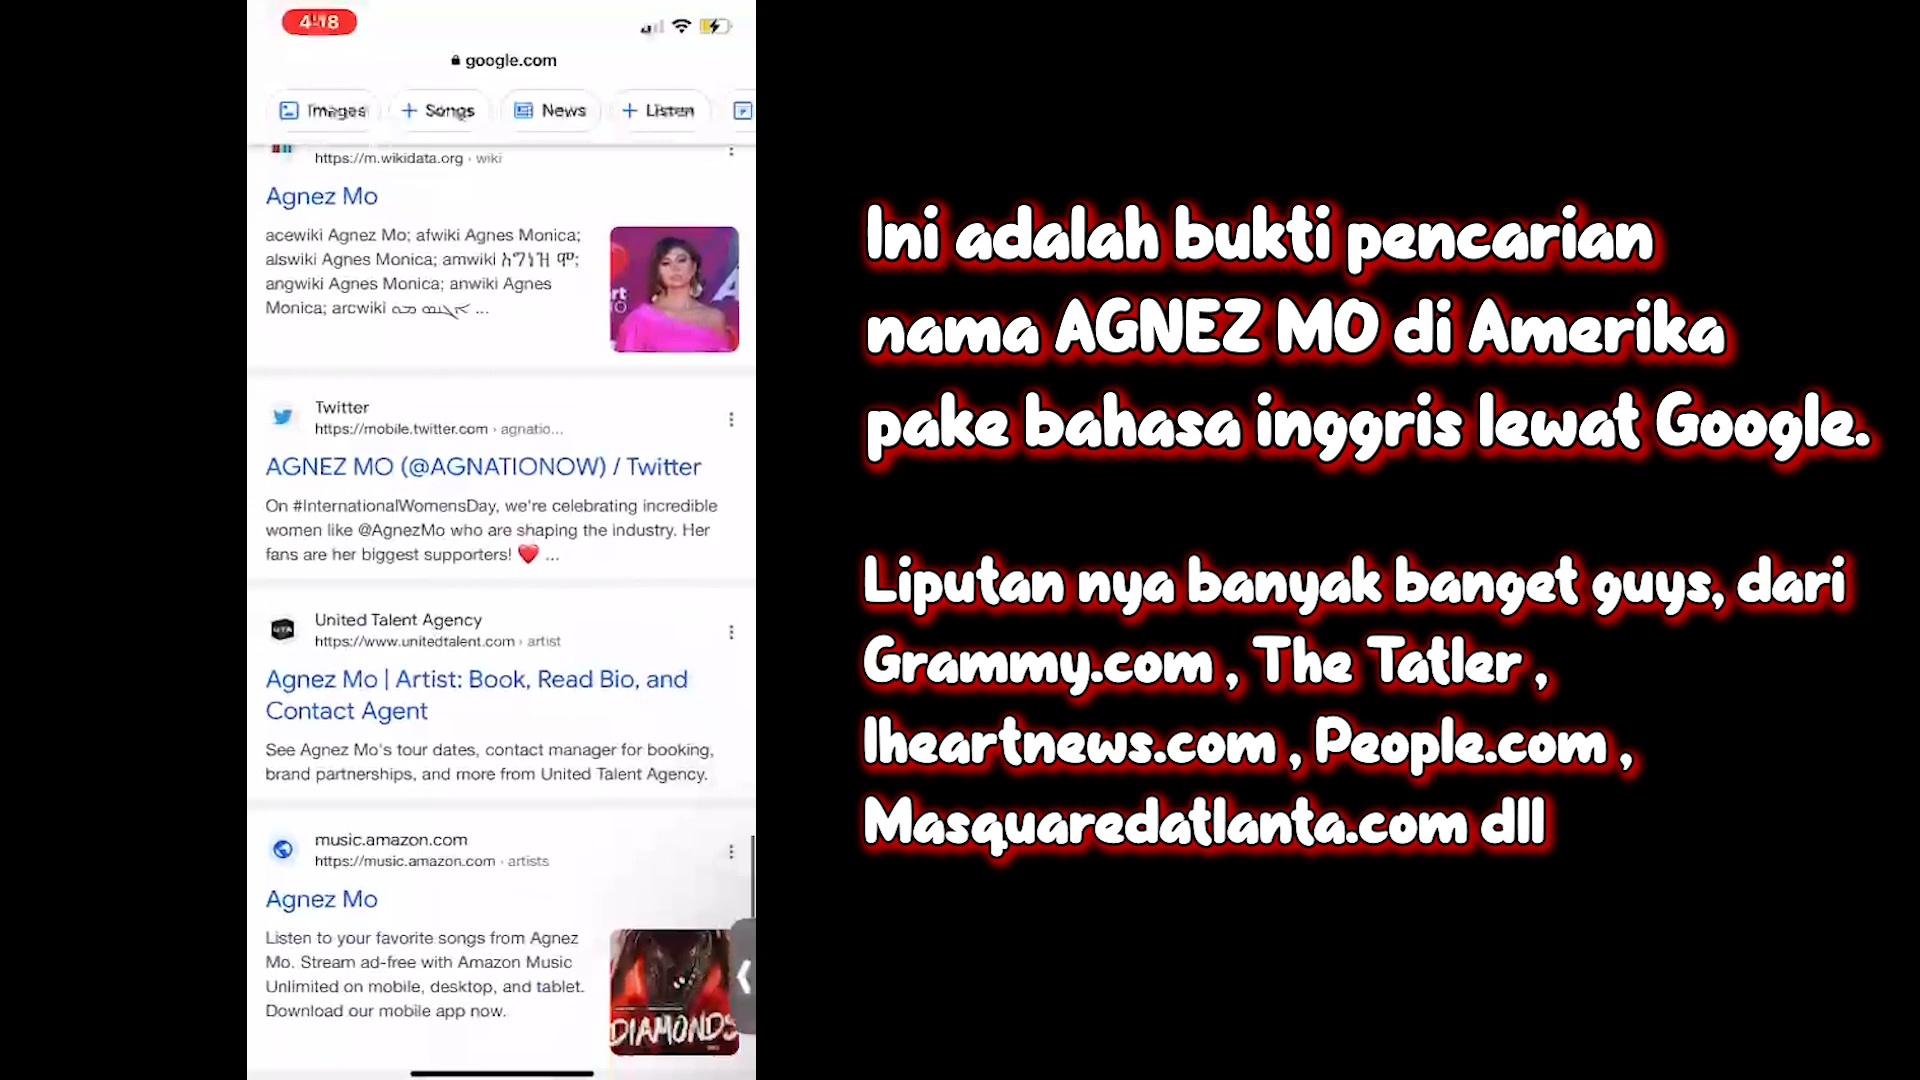 4:18
google.com
Images
Songs
News
Listen
https://m.wikidata.org › wiki
Agnez Mo
acewiki Agnez Mo; afwiki Agnes Monica;
alswiki Agnes Monica; amwiki አግነዝ ሞ;
angwiki Agnes Monica; anwiki Agnes
Monica; arcwiki ...
Twitter
https://mobile.twitter.com › agnatio...
AGNEZ MO (@AGNATIONOW) / Twitter
On #InternationalWomensDay, we're celebrating incredible
women like @AgnezMo who are shaping the industry. Her
fans are her biggest supporters! ❤️ ...
United Talent Agency
https://www.unitedtalent.com › artist
Agnez Mo | Artist: Book, Read Bio, and
Contact Agent
See Agnez Mo's tour dates, contact manager for booking,
brand partnerships, and more from United Talent Agency.
music.amazon.com
https://music.amazon.com › artists
Agnez Mo
Listen to your favorite songs from Agnez
Mo. Stream ad-free with Amazon Music
Unlimited on mobile, desktop, and tablet.
Download our mobile app now.
DIAMONDS
Ini adalah bukti pencarian
nama AGNEZ MO di Amerika
pake bahasa inggris lewat Google.
Liputan nya banyak banget guys, dari
Grammy.com , The Tatler ,
Iheartnews.com , People.com ,
Masquaredatlanta.com dll